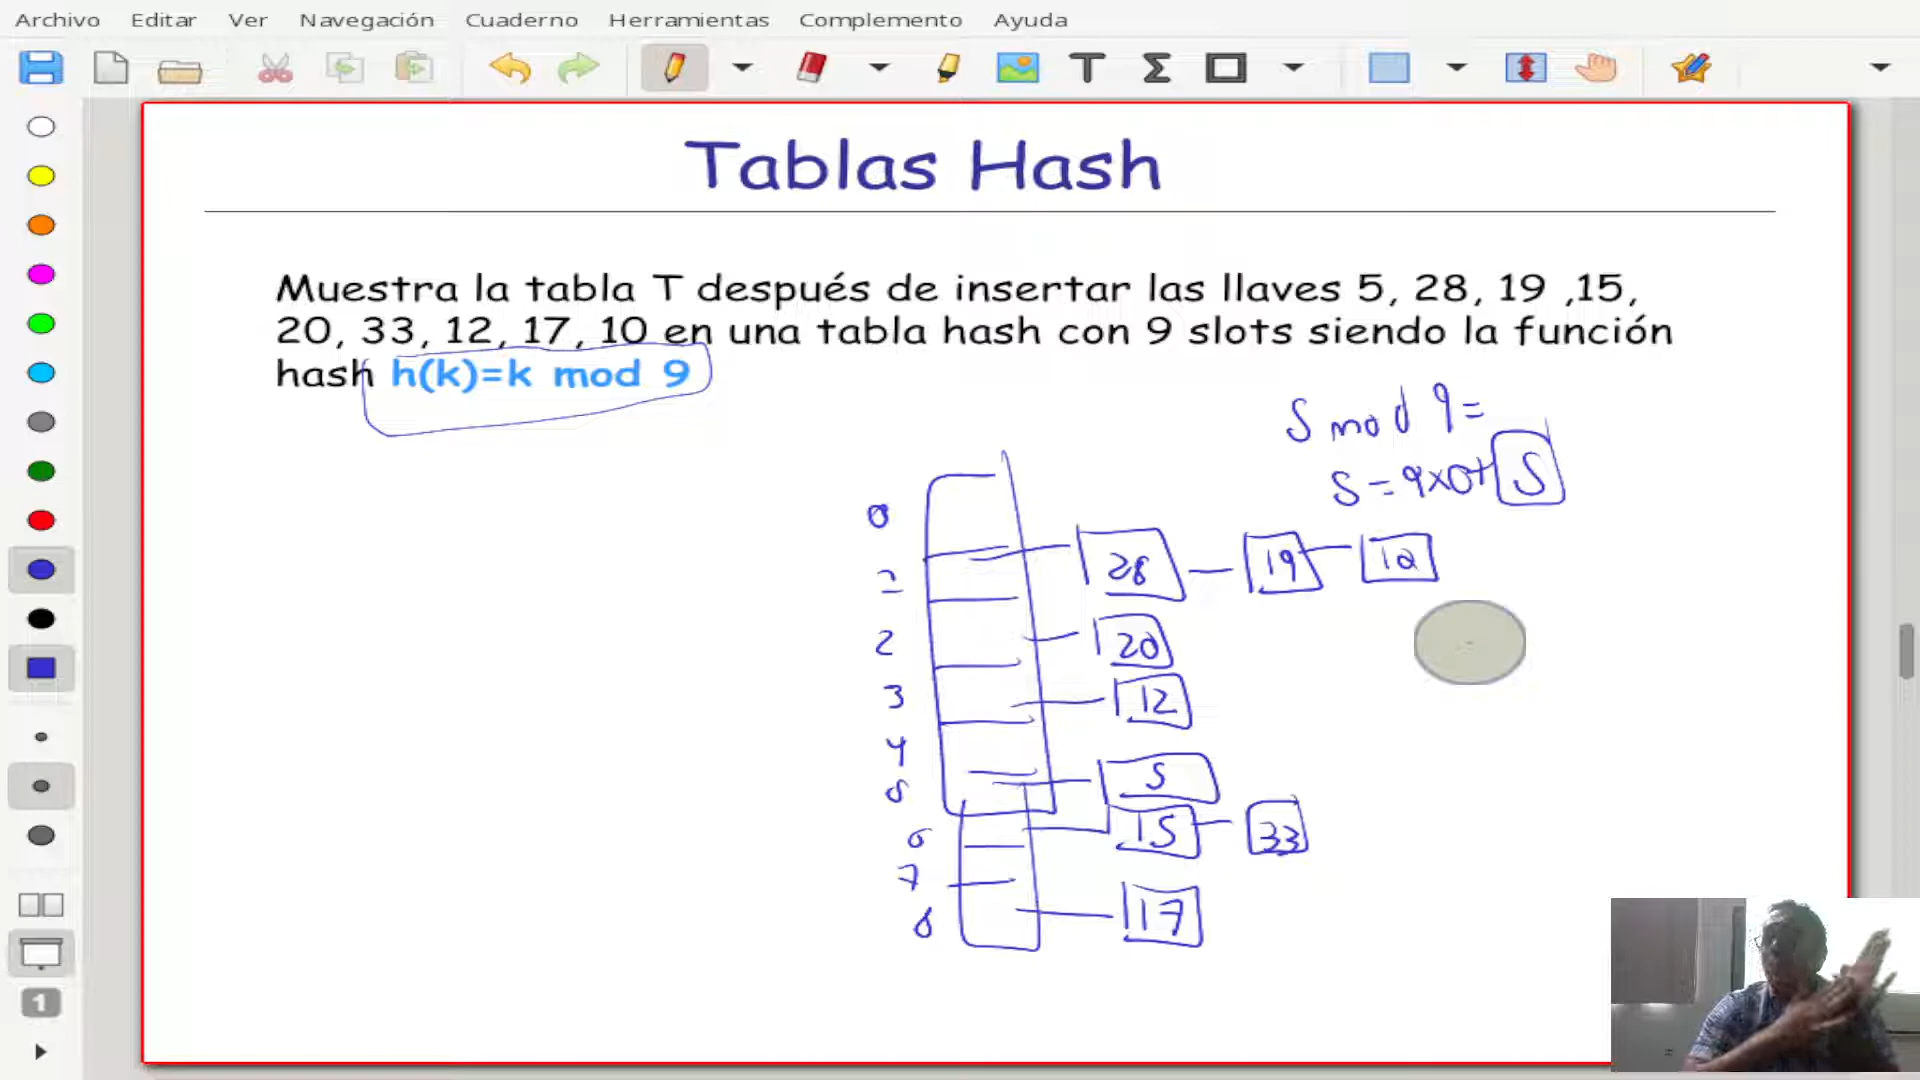 Archivo Editar Ver Navegación Cuaderno Herramientas Complemento Ayuda
Tablas Hash
Muestra la tabla T después de insertar las llaves 5, 28, 19 ,15,
20, 33, 12, 17, 10 en una tabla hash con 9 slots siendo la función
hash h(k)=k mod 9
5 mod 9=
5=9x0+5
0
28 19 10
2 20
3 12
4
5 5
6 15 33
7
8 17
1